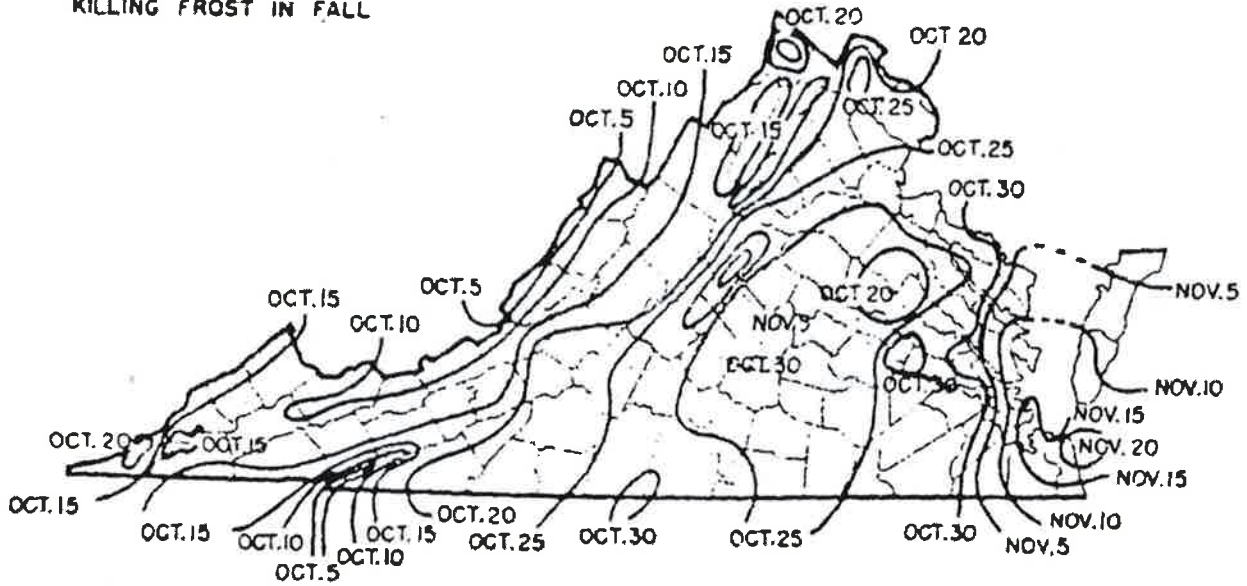 KILLING FROST IN FALL
OCT. 20
OCT 20
OCT.15
OCT.10
OCT.5
OCT.25
OCT.15
OCT.25
OCT.30
OCT.15
OCT.5
OCT.10
OCT 20
NOV.5
NOV.5
OCT.30
OCT.30
NOV.10
NOV.15
NOV. 20
NOV.15
OCT. 20
OCT.15
OCT.15
OCT.15
OCT.10
OCT.5
OCT.10
OCT.15
OCT.20
OCT.25
OCT.30
OCT.25
OCT.30
NOV.10
NOV.5